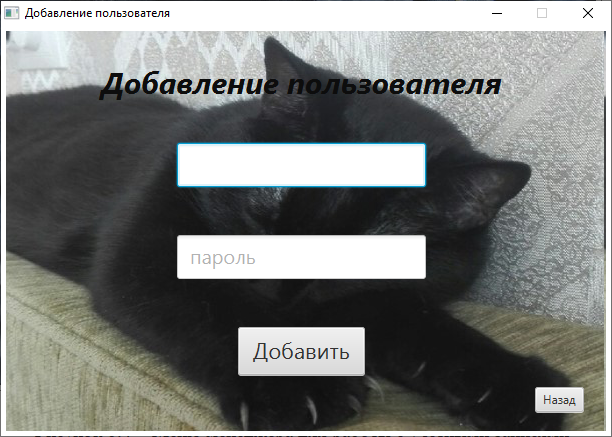 Добавление пользователя
Добавление пользователя
пароль
Добавить
Назад